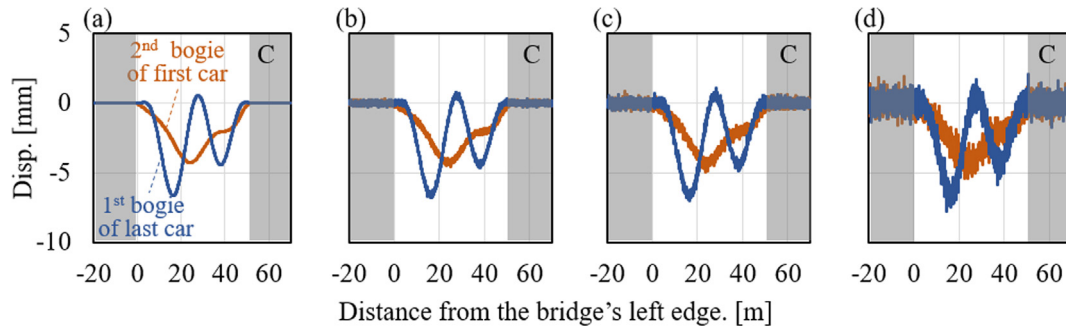 (a)
(b)
(c)
(d)
5
0
-5
-10
Disp. [mm]
2nd bogie
of first car
1st bogie
of last car
C
C
C
C
-20 0 20 40 60
-20 0 20 40 60
-20 0 20 40 60
-20 0 20 40 60
Distance from the bridge's left edge. [m]